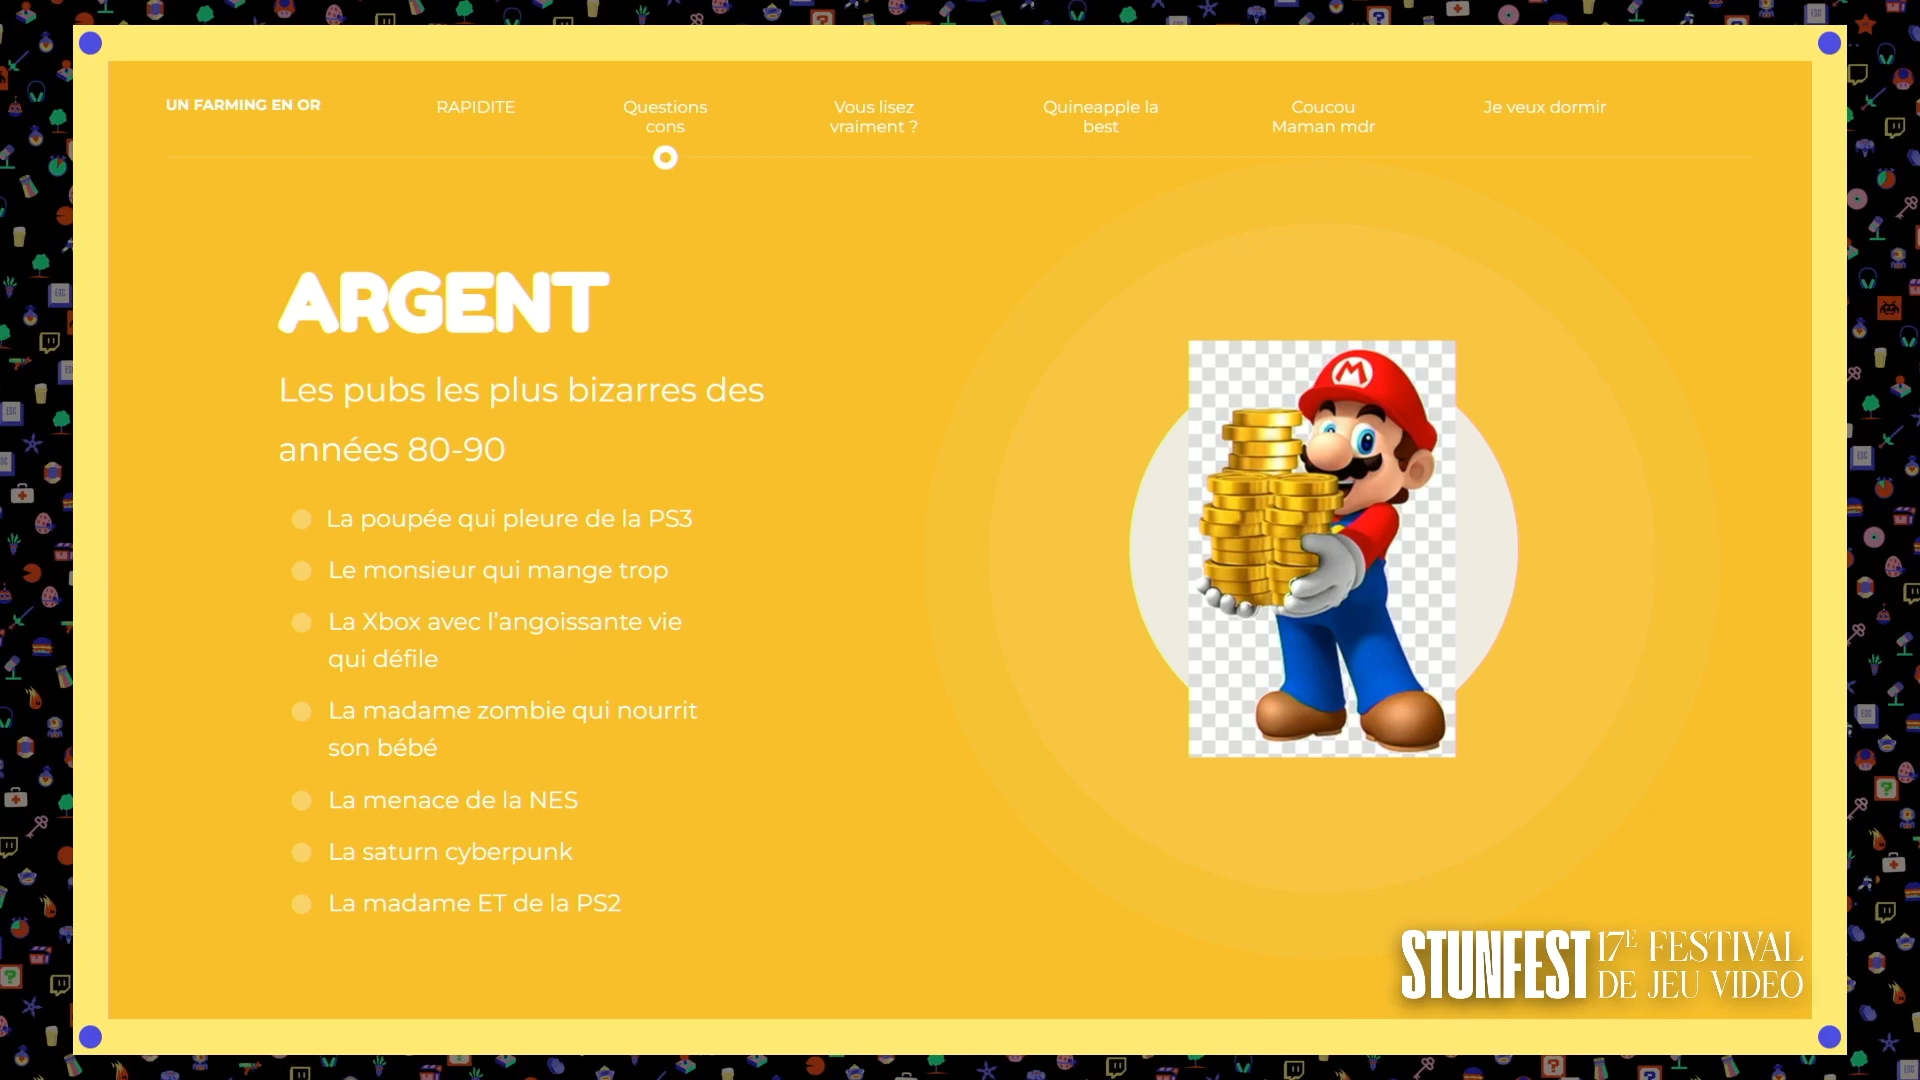 UN FARMING EN OR
RAPIDITE
Questions
cons
Vous lisez
vraiment ?
Quineapple la
best
Coucou
Maman mdr
Je veux dormir
ARGENT
Les pubs les plus bizarres des
années 80-90
La poupée qui pleure de la PS3
Le monsieur qui mange trop
La Xbox avec l’angoissante vie
qui défile
La madame zombie qui nourrit
son bébé
La menace de la NES
La saturn cyberpunk
La madame ET de la PS2
M
STUNFEST
17E FESTIVAL
DE JEU VIDEO